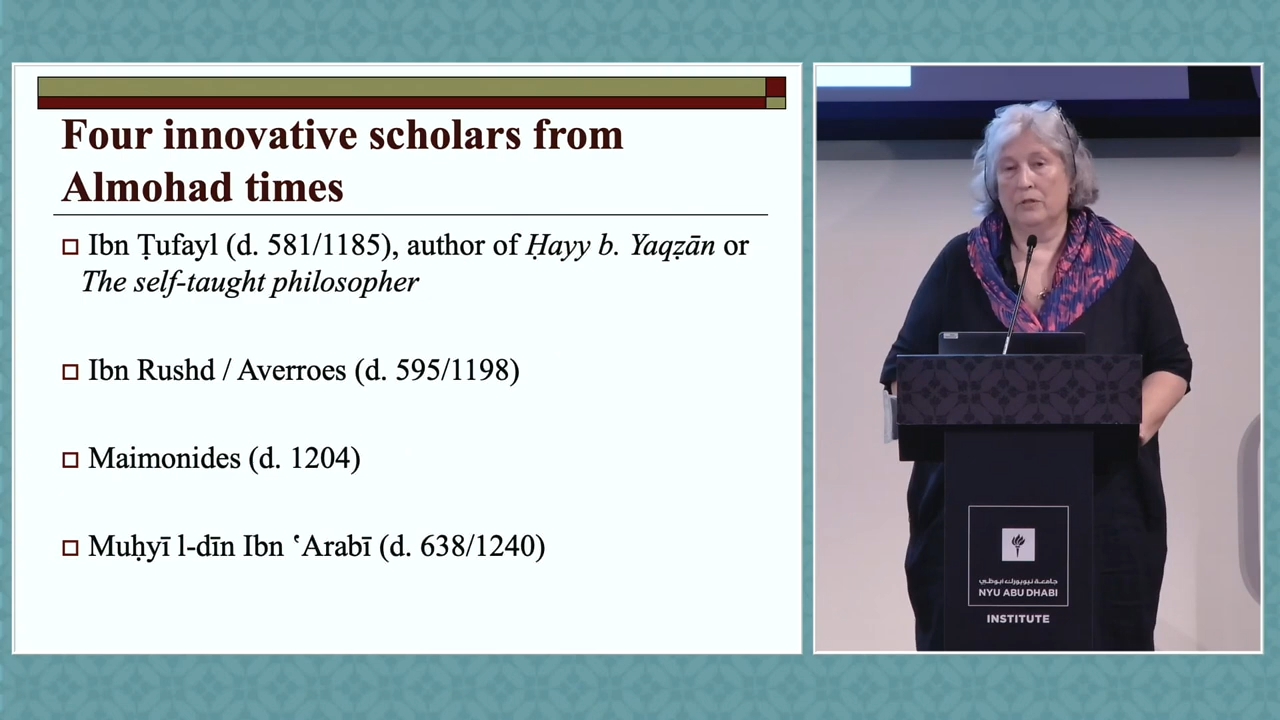 Four innovative scholars from
Almohad times
Ibn Ṭufayl (d. 581/1185), author of Ḥayy b. Yaqẓān or
The self-taught philosopher
Ibn Rushd / Averroes (d. 595/1198)
Maimonides (d. 1204)
Muḥyī l-dīn Ibn ʿArabī (d. 638/1240)
جامعة نيويورك ابوظبي
NYU ABU DHABI
INSTITUTE